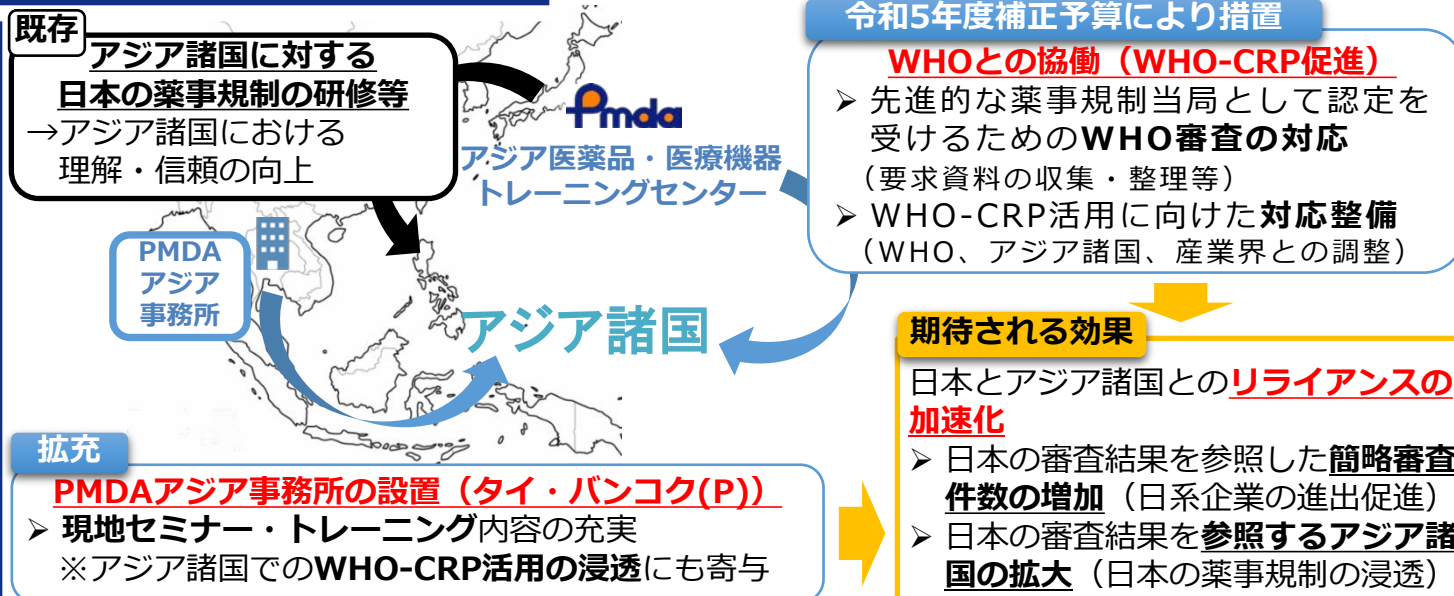 既存
アジア諸国に対する
日本の薬事規制の研修等
→アジア諸国における
理解・信頼の向上
Pmda
アジア医薬品・医療機器
トレーニングセンター
PMDA
アジア
事務所
アジア諸国
拡充
PMDAアジア事務所の設置（タイ・バンコク(P)）
➢ 現地セミナー・トレーニング内容の充実
※アジア諸国でのWHO-CRP活用の浸透にも寄与
令和5年度補正予算により措置
WHOとの協働（WHO-CRP促進）
➢ 先進的な薬事規制当局として認定を
受けるためのWHO審査の対応
（要求資料の収集・整理等）
➢ WHO-CRP活用に向けた対応整備
（WHO、アジア諸国、産業界との調整）
期待される効果
日本とアジア諸国とのリライアンスの
加速化
➢ 日本の審査結果を参照した簡略審査
件数の増加（日系企業の進出促進）
➢ 日本の審査結果を参照するアジア諸
国の拡大（日本の薬事規制の浸透）